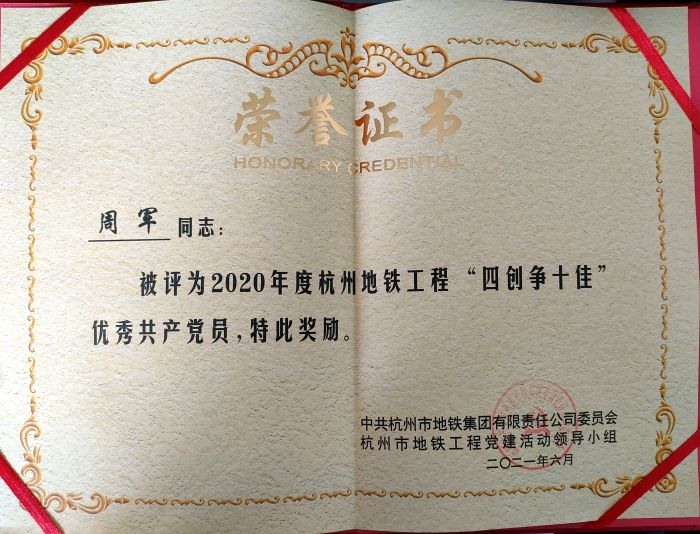 荣誉证书
HONORARY CREDENTIAL
周军 同志：
被评为2020年度杭州地铁工程“四创争十佳”
优秀共产党员，特此奖励。
中共杭州市地铁集团有限责任公司委员会
杭州市地铁工程党建活动领导小组
二〇二一年六月